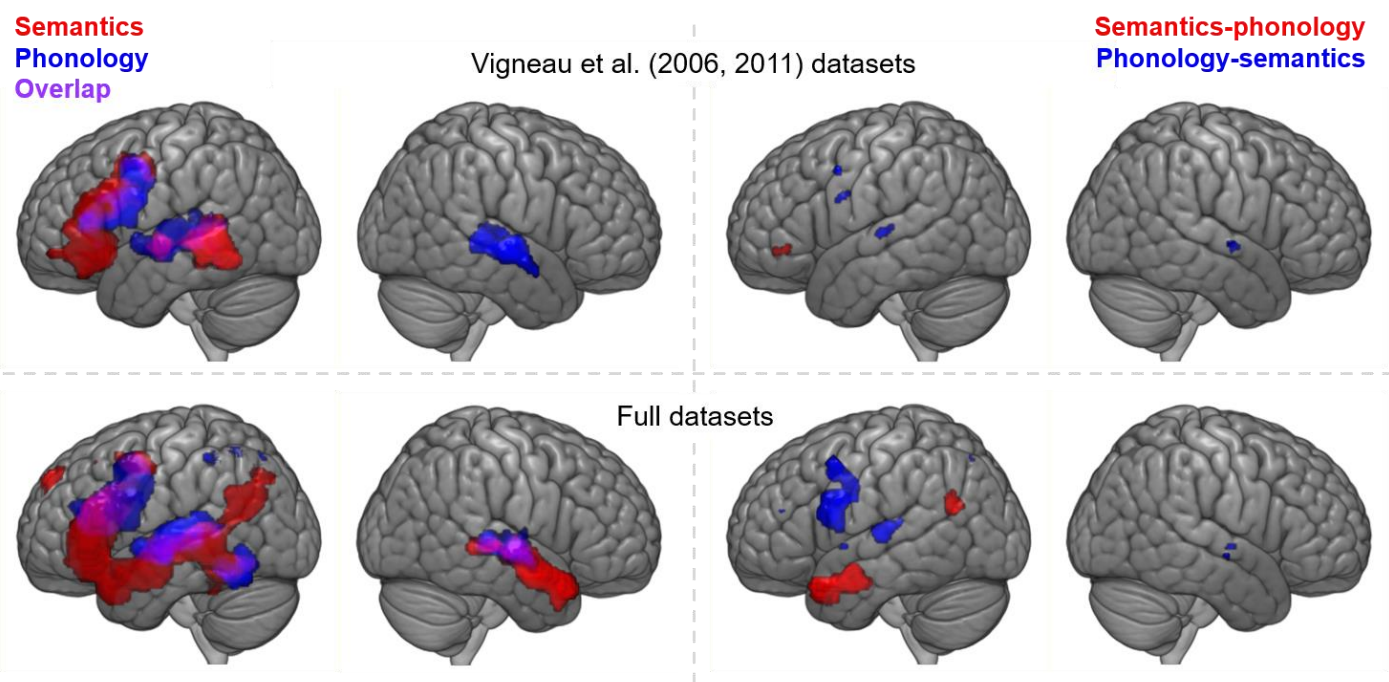 Semantics
Phonology
Overlap
Vigneau et al. (2006, 2011) datasets
Semantics-phonology
Phonology-semantics
Full datasets